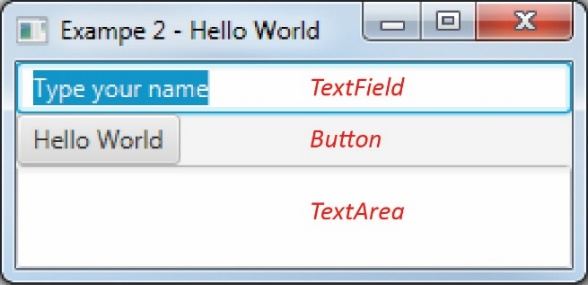 Exampe 2 - Hello World
Type your name TextField
Hello World Button
TextArea